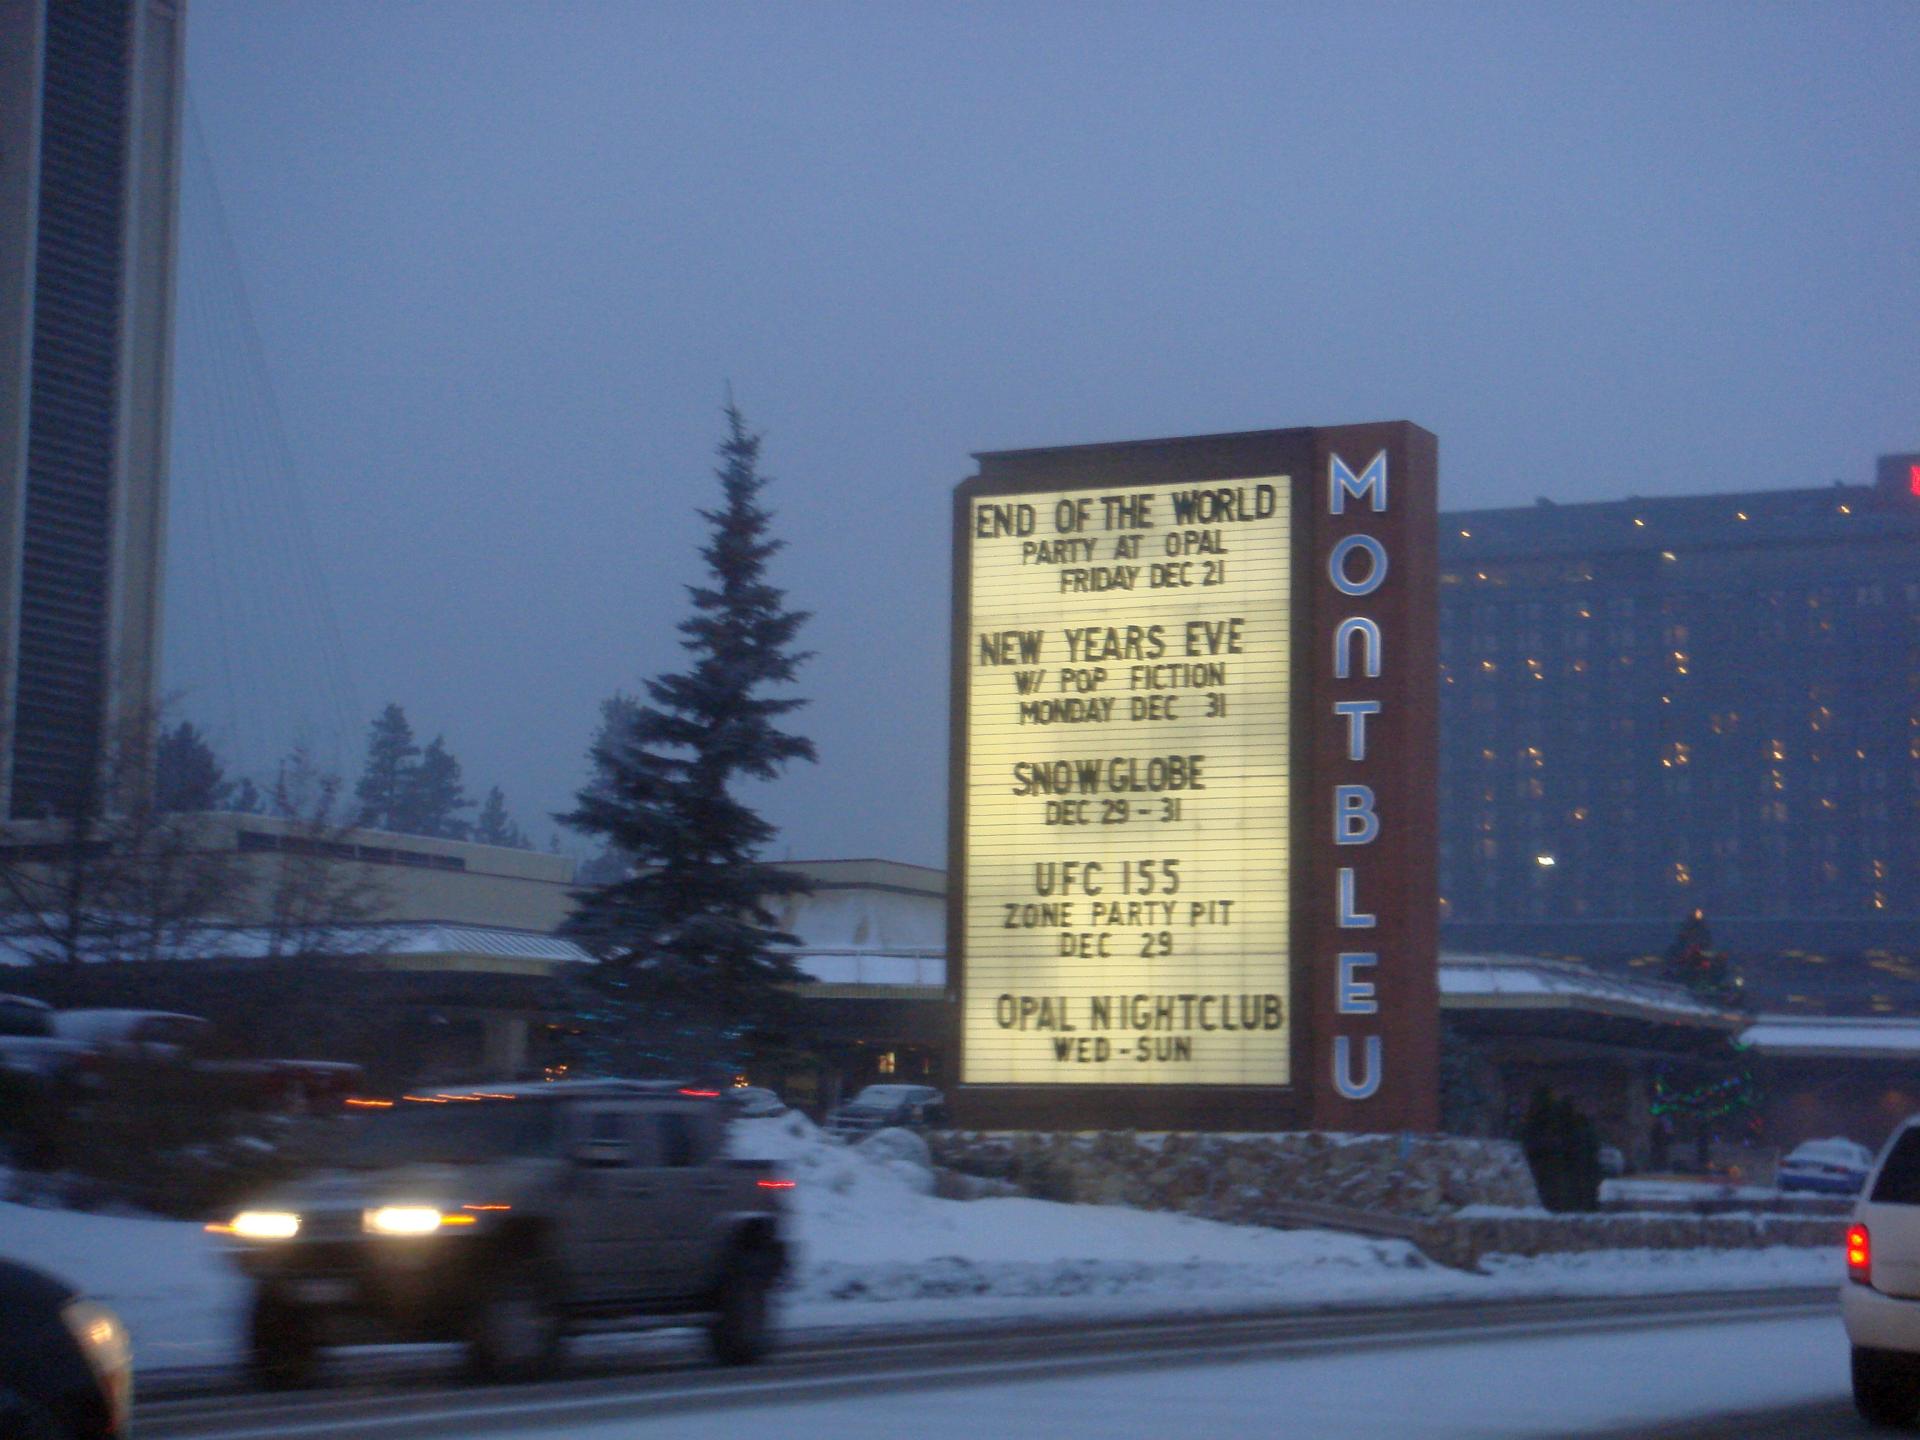 END OF THE WORLD
PARTY AT OPAL
FRIDAY DEC 21
NEW YEARS EVE
W/ POP FICTION
MONDAY DEC 31
SNOWGLOBE
DEC 29 - 31
UFC 155
ZONE PARTY PIT
DEC 29
OPAL NIGHTCLUB
WED - SUN
MONTBLEU